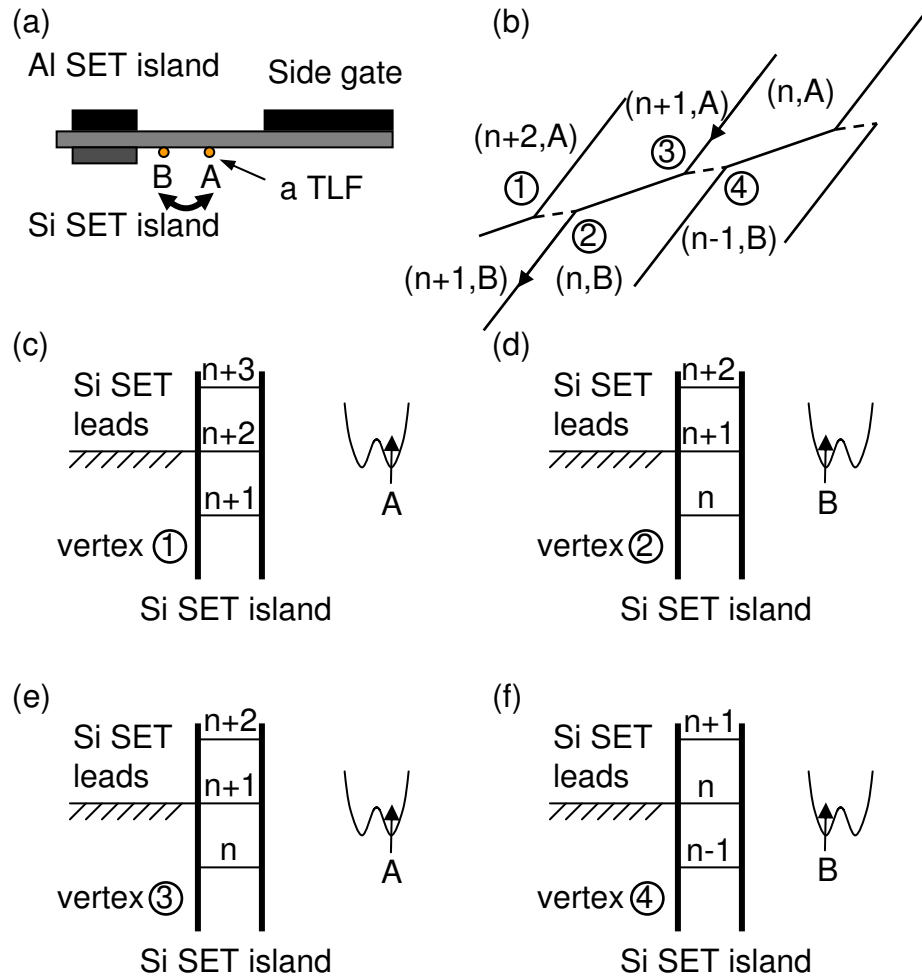 (a)
Al SET island
Side gate
B
A
a TLF
Si SET island
(b)
(n+2,A)
(n+1,A)
(n,A)
①
③
②
④
(n+1,B)
(n,B)
(n-1,B)
(c)
Si SET
leads
n+3
n+2
n+1
A
vertex ①
Si SET island
(d)
Si SET
leads
n+2
n+1
n
B
vertex ②
Si SET island
(e)
Si SET
leads
n+2
n+1
n
A
vertex ③
Si SET island
(f)
Si SET
leads
n+1
n
n-1
B
vertex ④
Si SET island